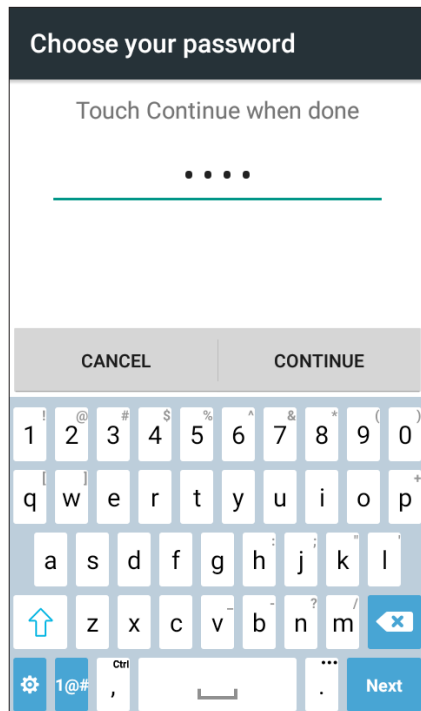 Choose your password
Touch Continue when done
••••
CANCEL CONTINUE
! @ # $ % ^ & * ( )
1 2 3 4 5 6 7 8 9 0
[ ] +
q w e r t y u i o p
: ; " '
a s d f g h j k l
_ - ? /
z x c v b n m
Ctrl •••
1@# , . Next